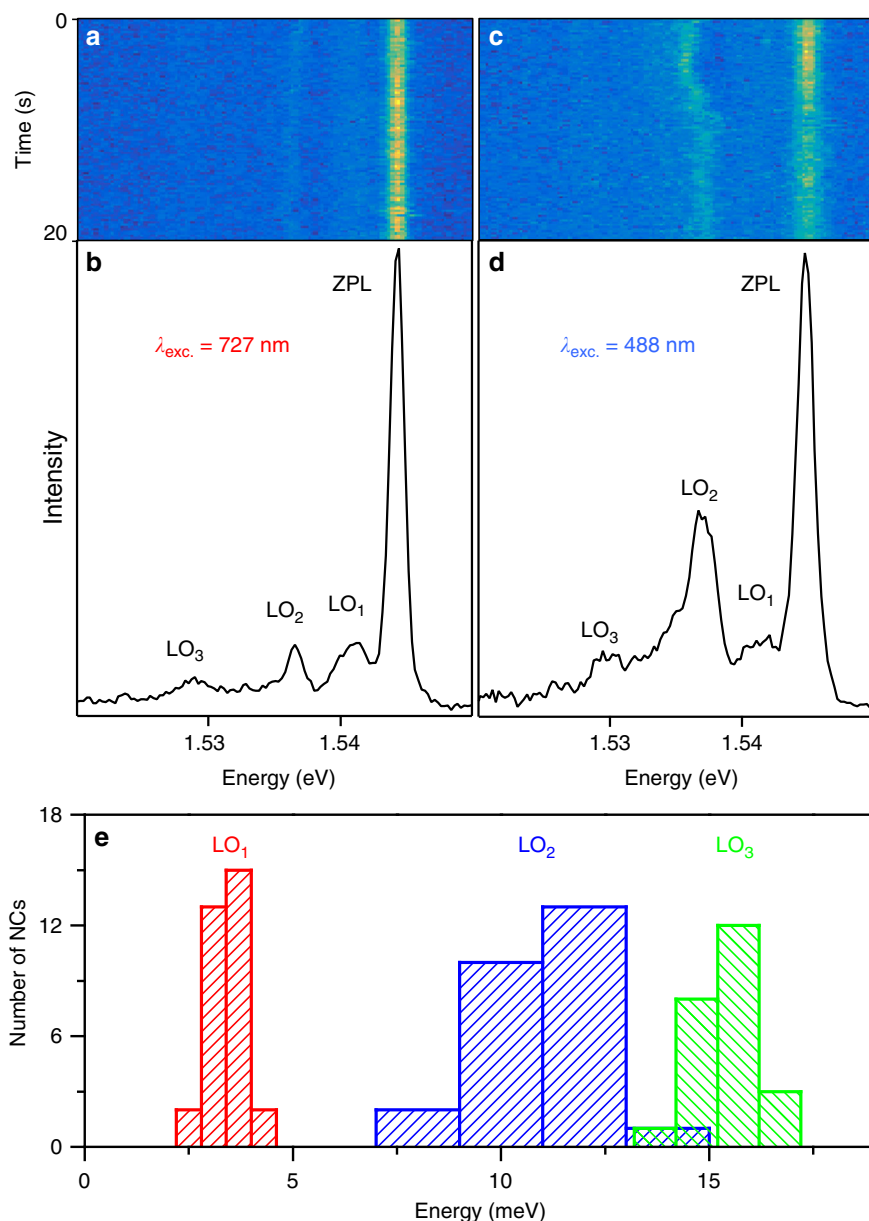 0
a
c
Time (s)
20
b
d
ZPL
ZPL
λexc. = 727 nm
λexc. = 488 nm
Intensity
LO2
LO2
LO1
LO1
LO3
LO3
1.53
1.54
1.53
1.54
Energy (eV)
Energy (eV)
18
e
LO1
LO2
LO3
12
Number of NCs
6
0
0
5
10
15
Energy (meV)